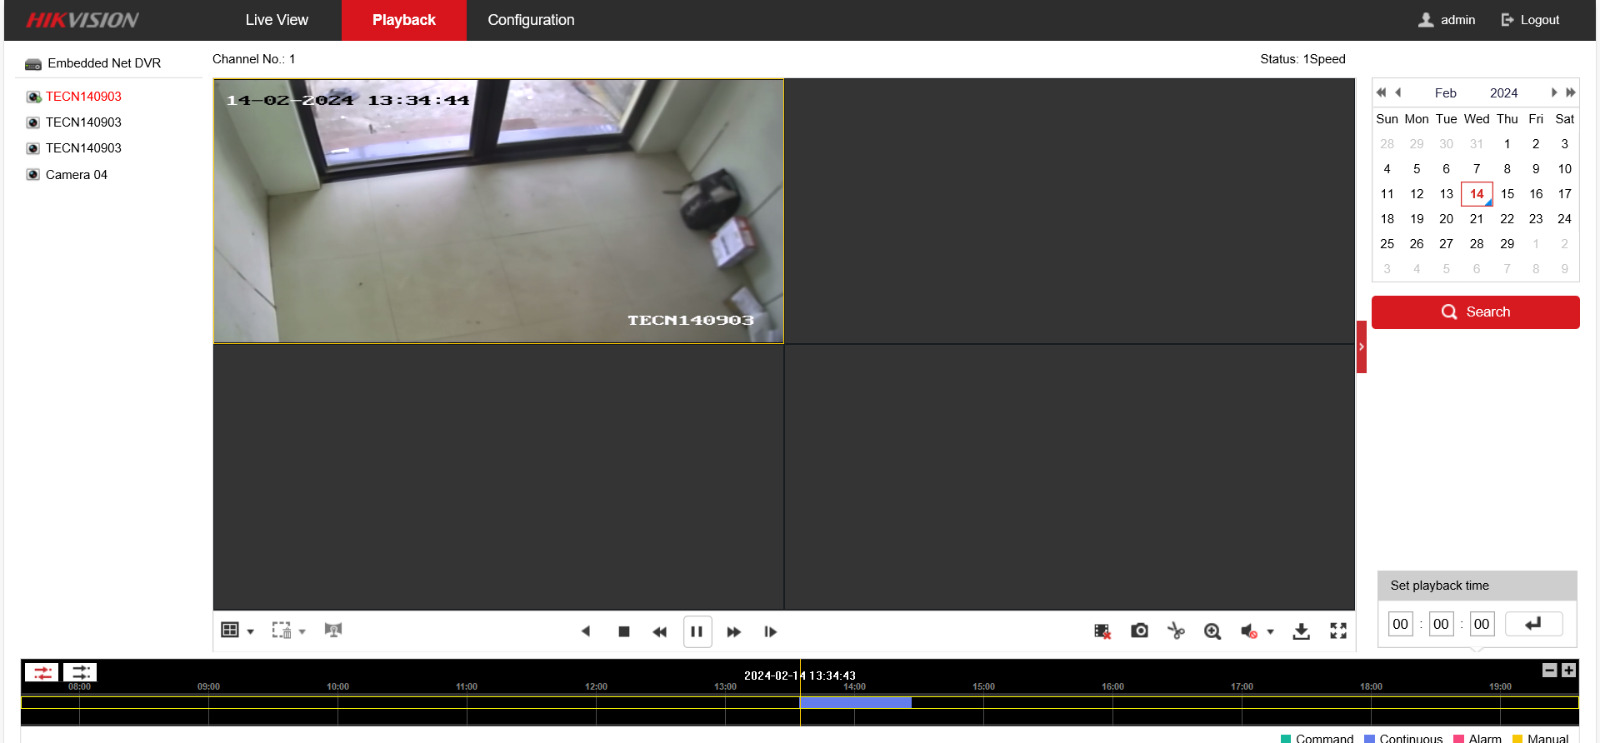 HIKVISION Live View Playback Configuration admin Logout
Embedded Net DVR
Channel No.: 1 Status: 1Speed
TECN140903
TECN140903
TECN140903
Camera 04
14-02-2024 13:34:44
TECN140903
Feb 2024
Sun Mon Tue Wed Thu Fri Sat
28 29 30 31 1 2 3
4 5 6 7 8 9 10
11 12 13 14 15 16 17
18 19 20 21 22 23 24
25 26 27 28 29 1 2
3 4 5 6 7 8 9
Search
Set playback time
00 : 00 : 00
2024-02-14 13:34:43
08:00 09:00 10:00 11:00 12:00 13:00 14:00 15:00 16:00 17:00 18:00 19:00
Command Continuous Alarm Manual